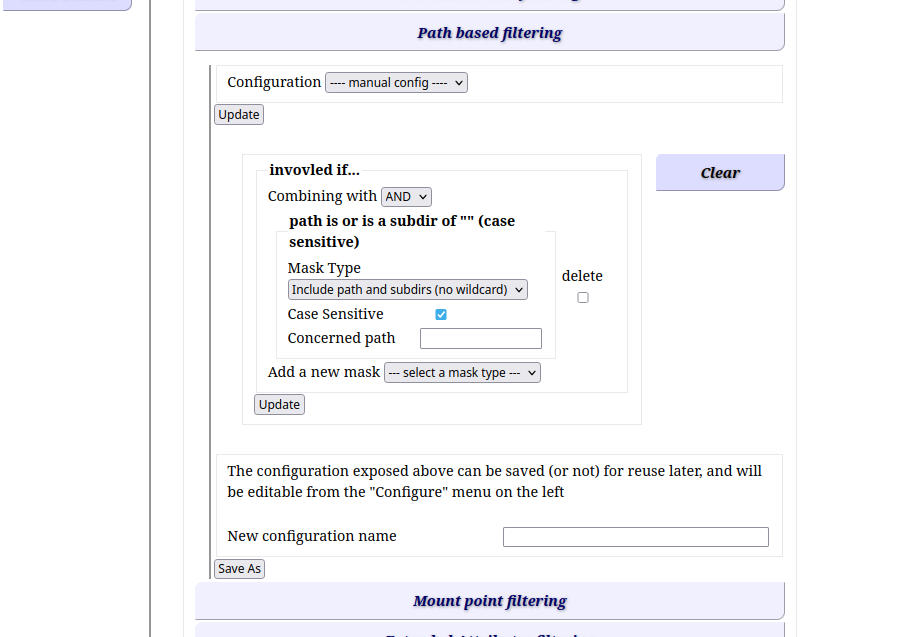 Path based filtering
Configuration ---- manual config ----
Update
invovled if...
Clear
Combining with AND
path is or is a subdir of "" (case
sensitive)
Mask Type
Include path and subdirs (no wildcard)
delete
Case Sensitive
Concerned path
Add a new mask --- select a mask type ---
Update
The configuration exposed above can be saved (or not) for reuse later, and will
be editable from the "Configure" menu on the left
New configuration name
Save As
Mount point filtering